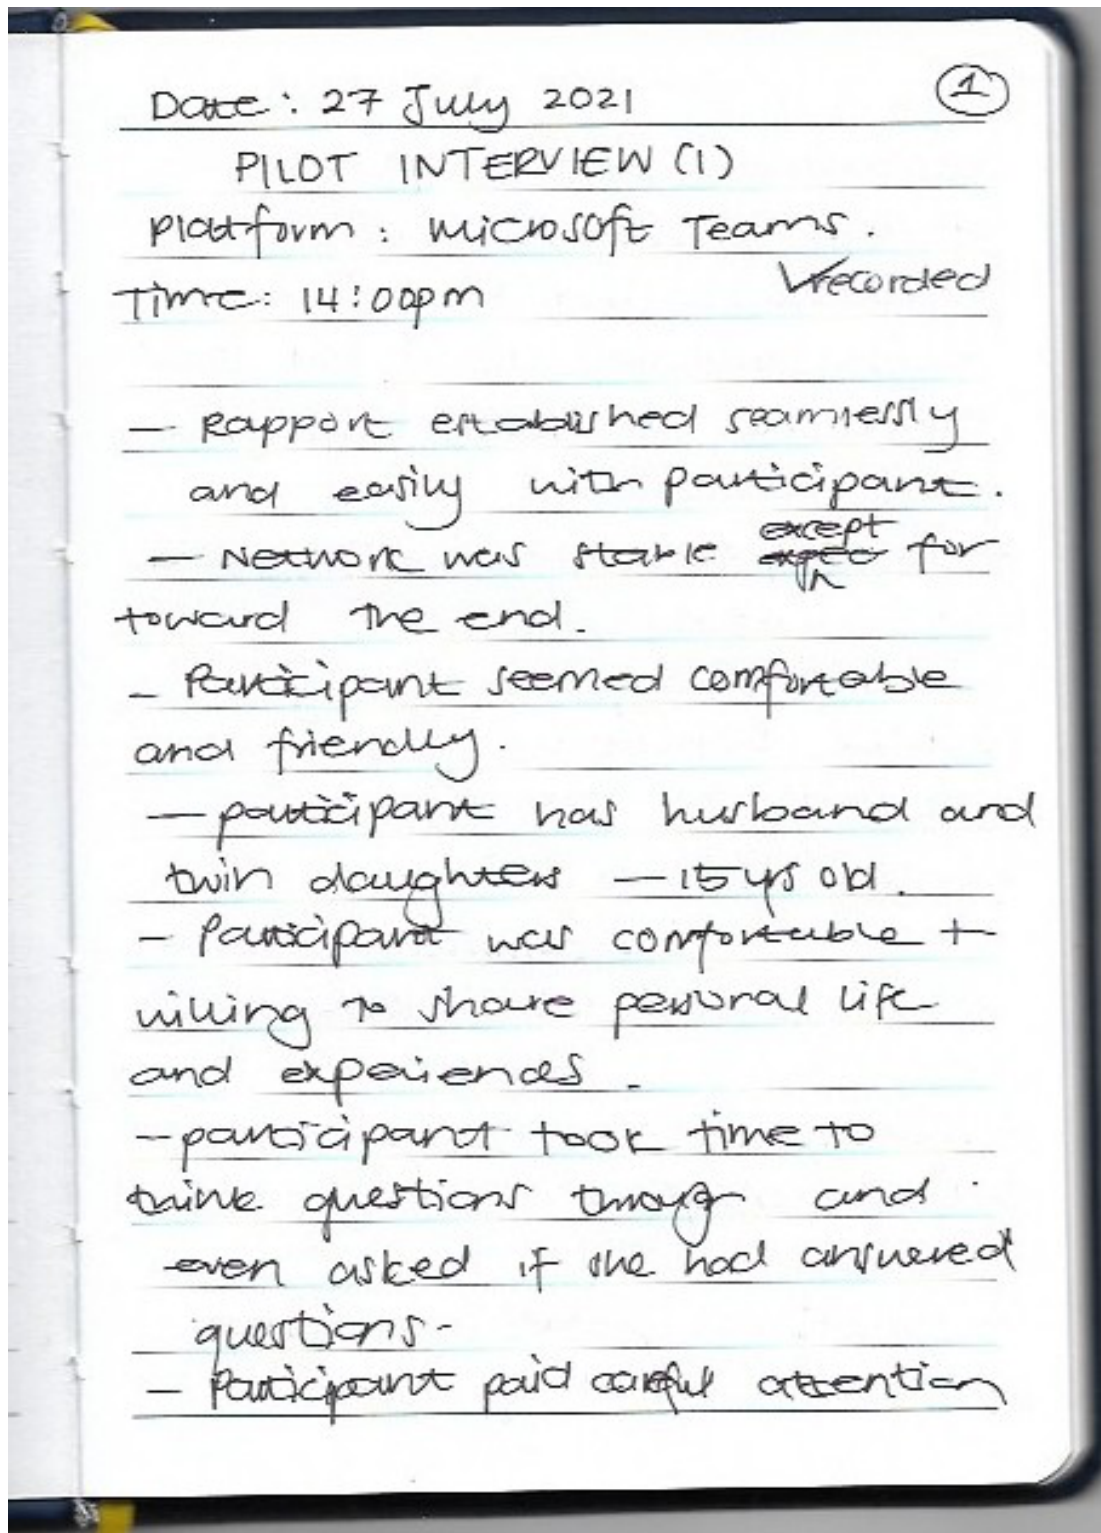 1
Date: 27 July 2021
PILOT INTERVIEW (1)
Platform: Microsoft Teams.
✓recorded
Time: 14:00pm
- Rapport established seamlessly
and easily with participant.
- Network was stable except for
toward the end.
- Participant seemed comfortable
and friendly.
- participant has husband and
twin daughters - 15 yrs old.
- Participant was comfortable +
willing to share personal life
and experiences.
- participant took time to
think questions through and
even asked if she had answered
questions -
- Participant paid careful attention